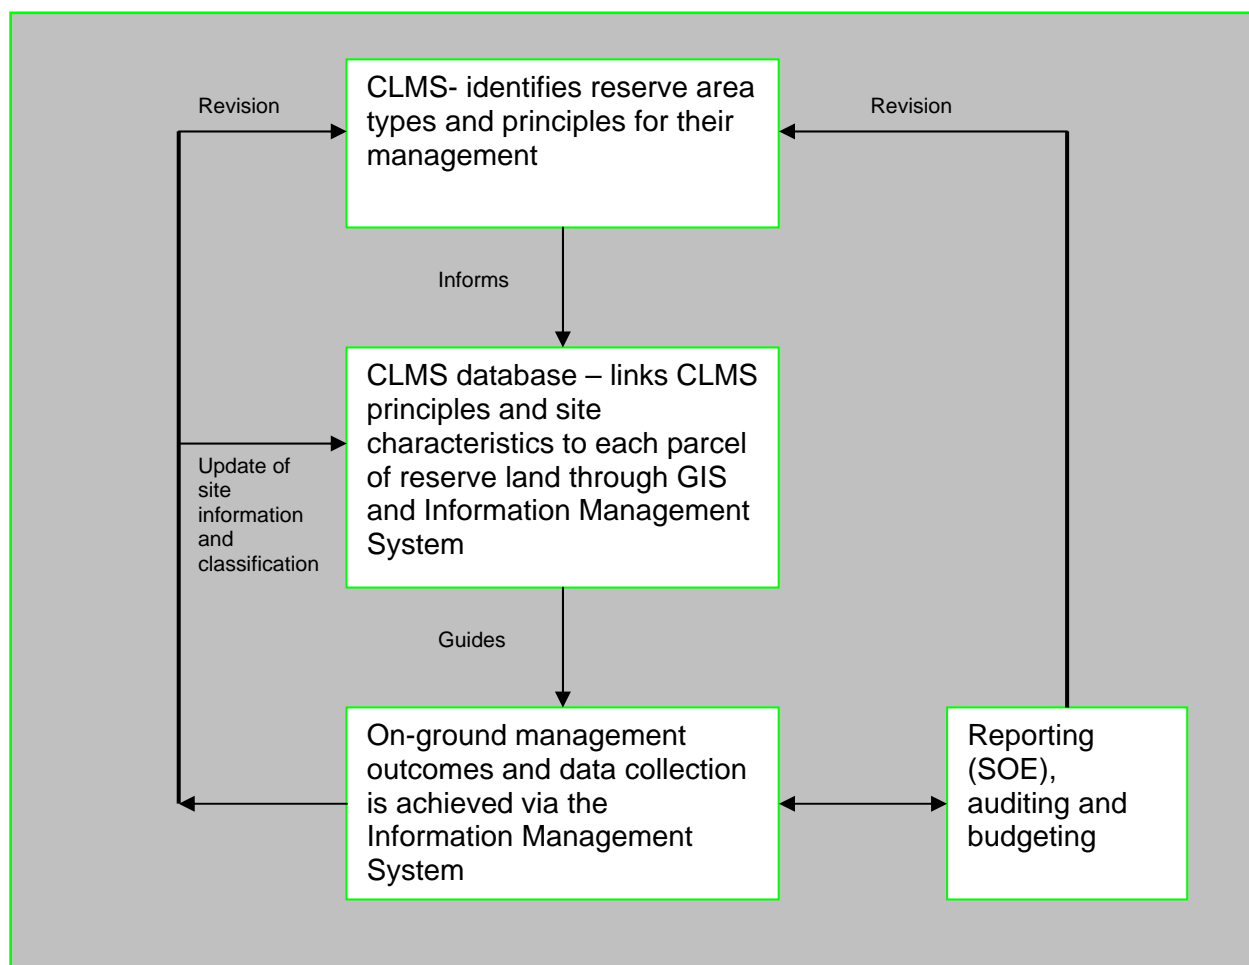 CLMS- identifies reserve area
types and principles for their
management
Revision
Revision
Informs
CLMS database – links CLMS
principles and site
characteristics to each parcel
of reserve land through GIS
and Information Management
System
Update of
site
information
and
classification
Guides
On-ground management
outcomes and data collection
is achieved via the
Information Management
System
Reporting
(SOE),
auditing and
budgeting